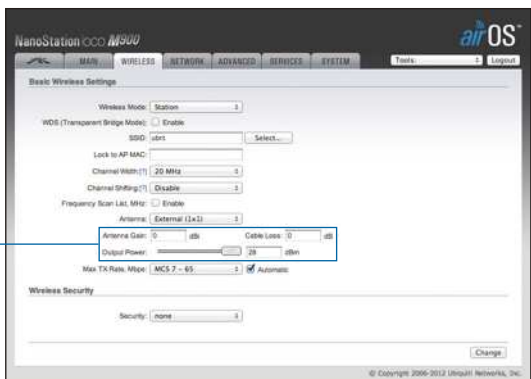 NanoStation loco M900
airOS™
MAIN WIRELESS NETWORK ADVANCED SERVICES SYSTEM Tools: Logout
Basic Wireless Settings
Wireless Mode: Station
WDS (Transparent Bridge Mode): Enable
SSID: ubnt Select...
Lock to AP MAC:
Channel Width:[?] 20 MHz
Channel Shifting:[?] Disable
Frequency Scan List, MHz: Enable
Antenna: External (1x1)
Antenna Gain: 0 dBi Cable Loss: 0 dB
Output Power: 28 dBm
Max TX Rate, Mbps: MCS 7 - 65 Automatic
Wireless Security
Security: none
Change
© Copyright 2006-2012 Ubiquiti Networks, Inc.